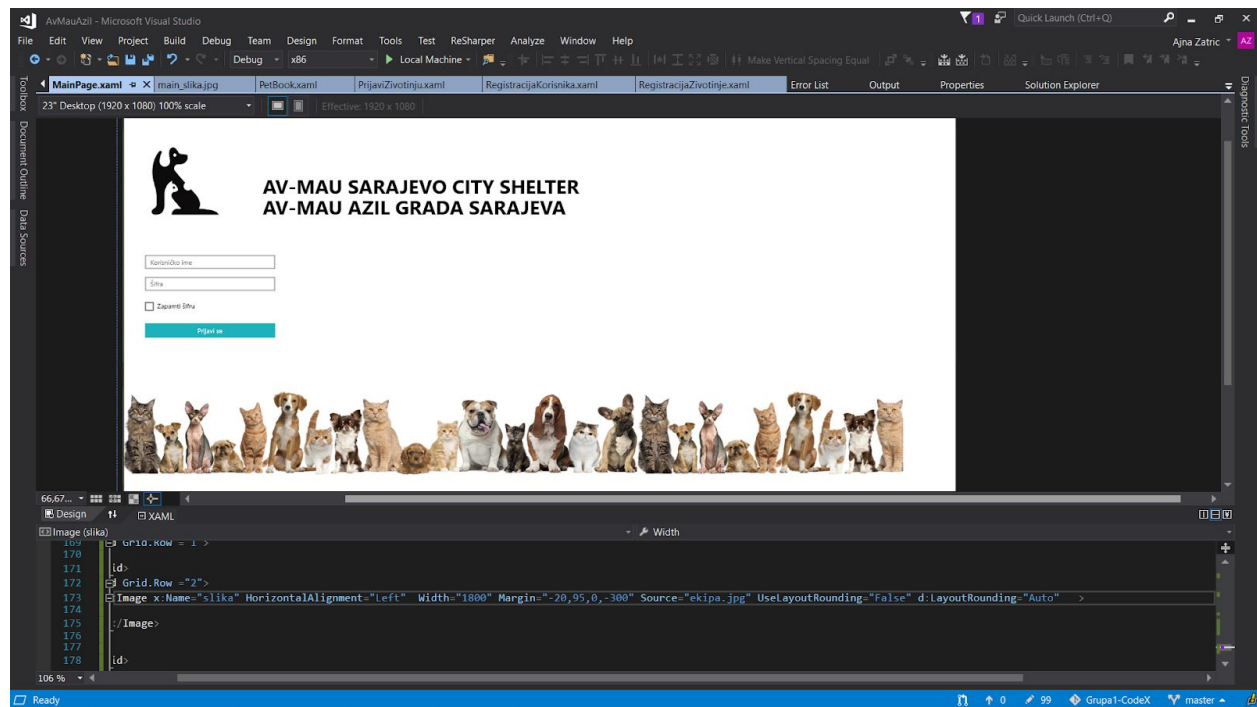 AvMauAzil - Microsoft Visual Studio
1
Quick Launch (Ctrl+Q)
File Edit View Project Build Debug Team Design Format Tools Test ReSharper Analyze Window Help
Ajna Zatric AZ
Debug x86 Local Machine Make Vertical Spacing Equal
MainPage.xaml main_slika.jpg PetBook.xaml PrijaviZivotinju.xaml RegistracijaKorisnika.xaml RegistracijaZivotinje.xaml Error List Output Properties Solution Explorer
23" Desktop (1920 x 1080) 100% scale Effective: 1920 x 1080
Toolbox
Document Outline
Data Sources
Diagnostic Tools
AV-MAU SARAJEVO CITY SHELTER
AV-MAU AZIL GRADA SARAJEVA
Korisničko ime
Šifra
Zapamti šifru
Prijavi se
66,67...
Design XAML
Image (slika) Width
169 Grid.Row = 1 >
170
171 id>
172 Grid.Row ="2">
173 Image x:Name="slika" HorizontalAlignment="Left" Width="1800" Margin="-20,95,0,-300" Source="ekipa.jpg" UseLayoutRounding="False" d:LayoutRounding="Auto" >
174
175 :/Image>
176
177
178 id>
106 %
Ready 0 99 Grupa1-CodeX master